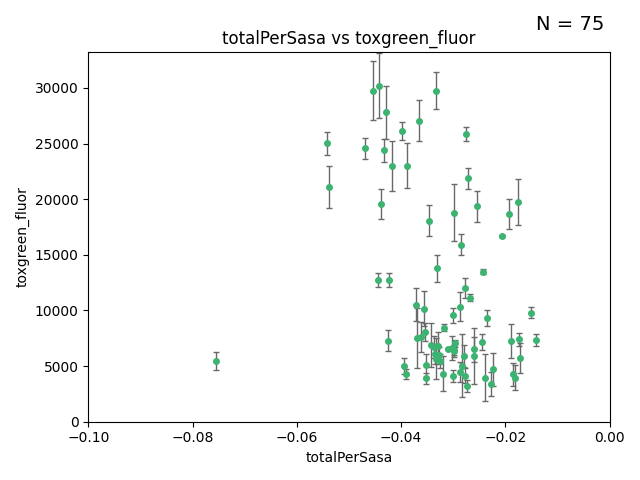 N = 75
totalPerSasa vs toxgreen_fluor
30000
25000
20000
15000
10000
5000
0
toxgreen_fluor
−0.10 −0.08 −0.06 −0.04 −0.02 0.00
totalPerSasa